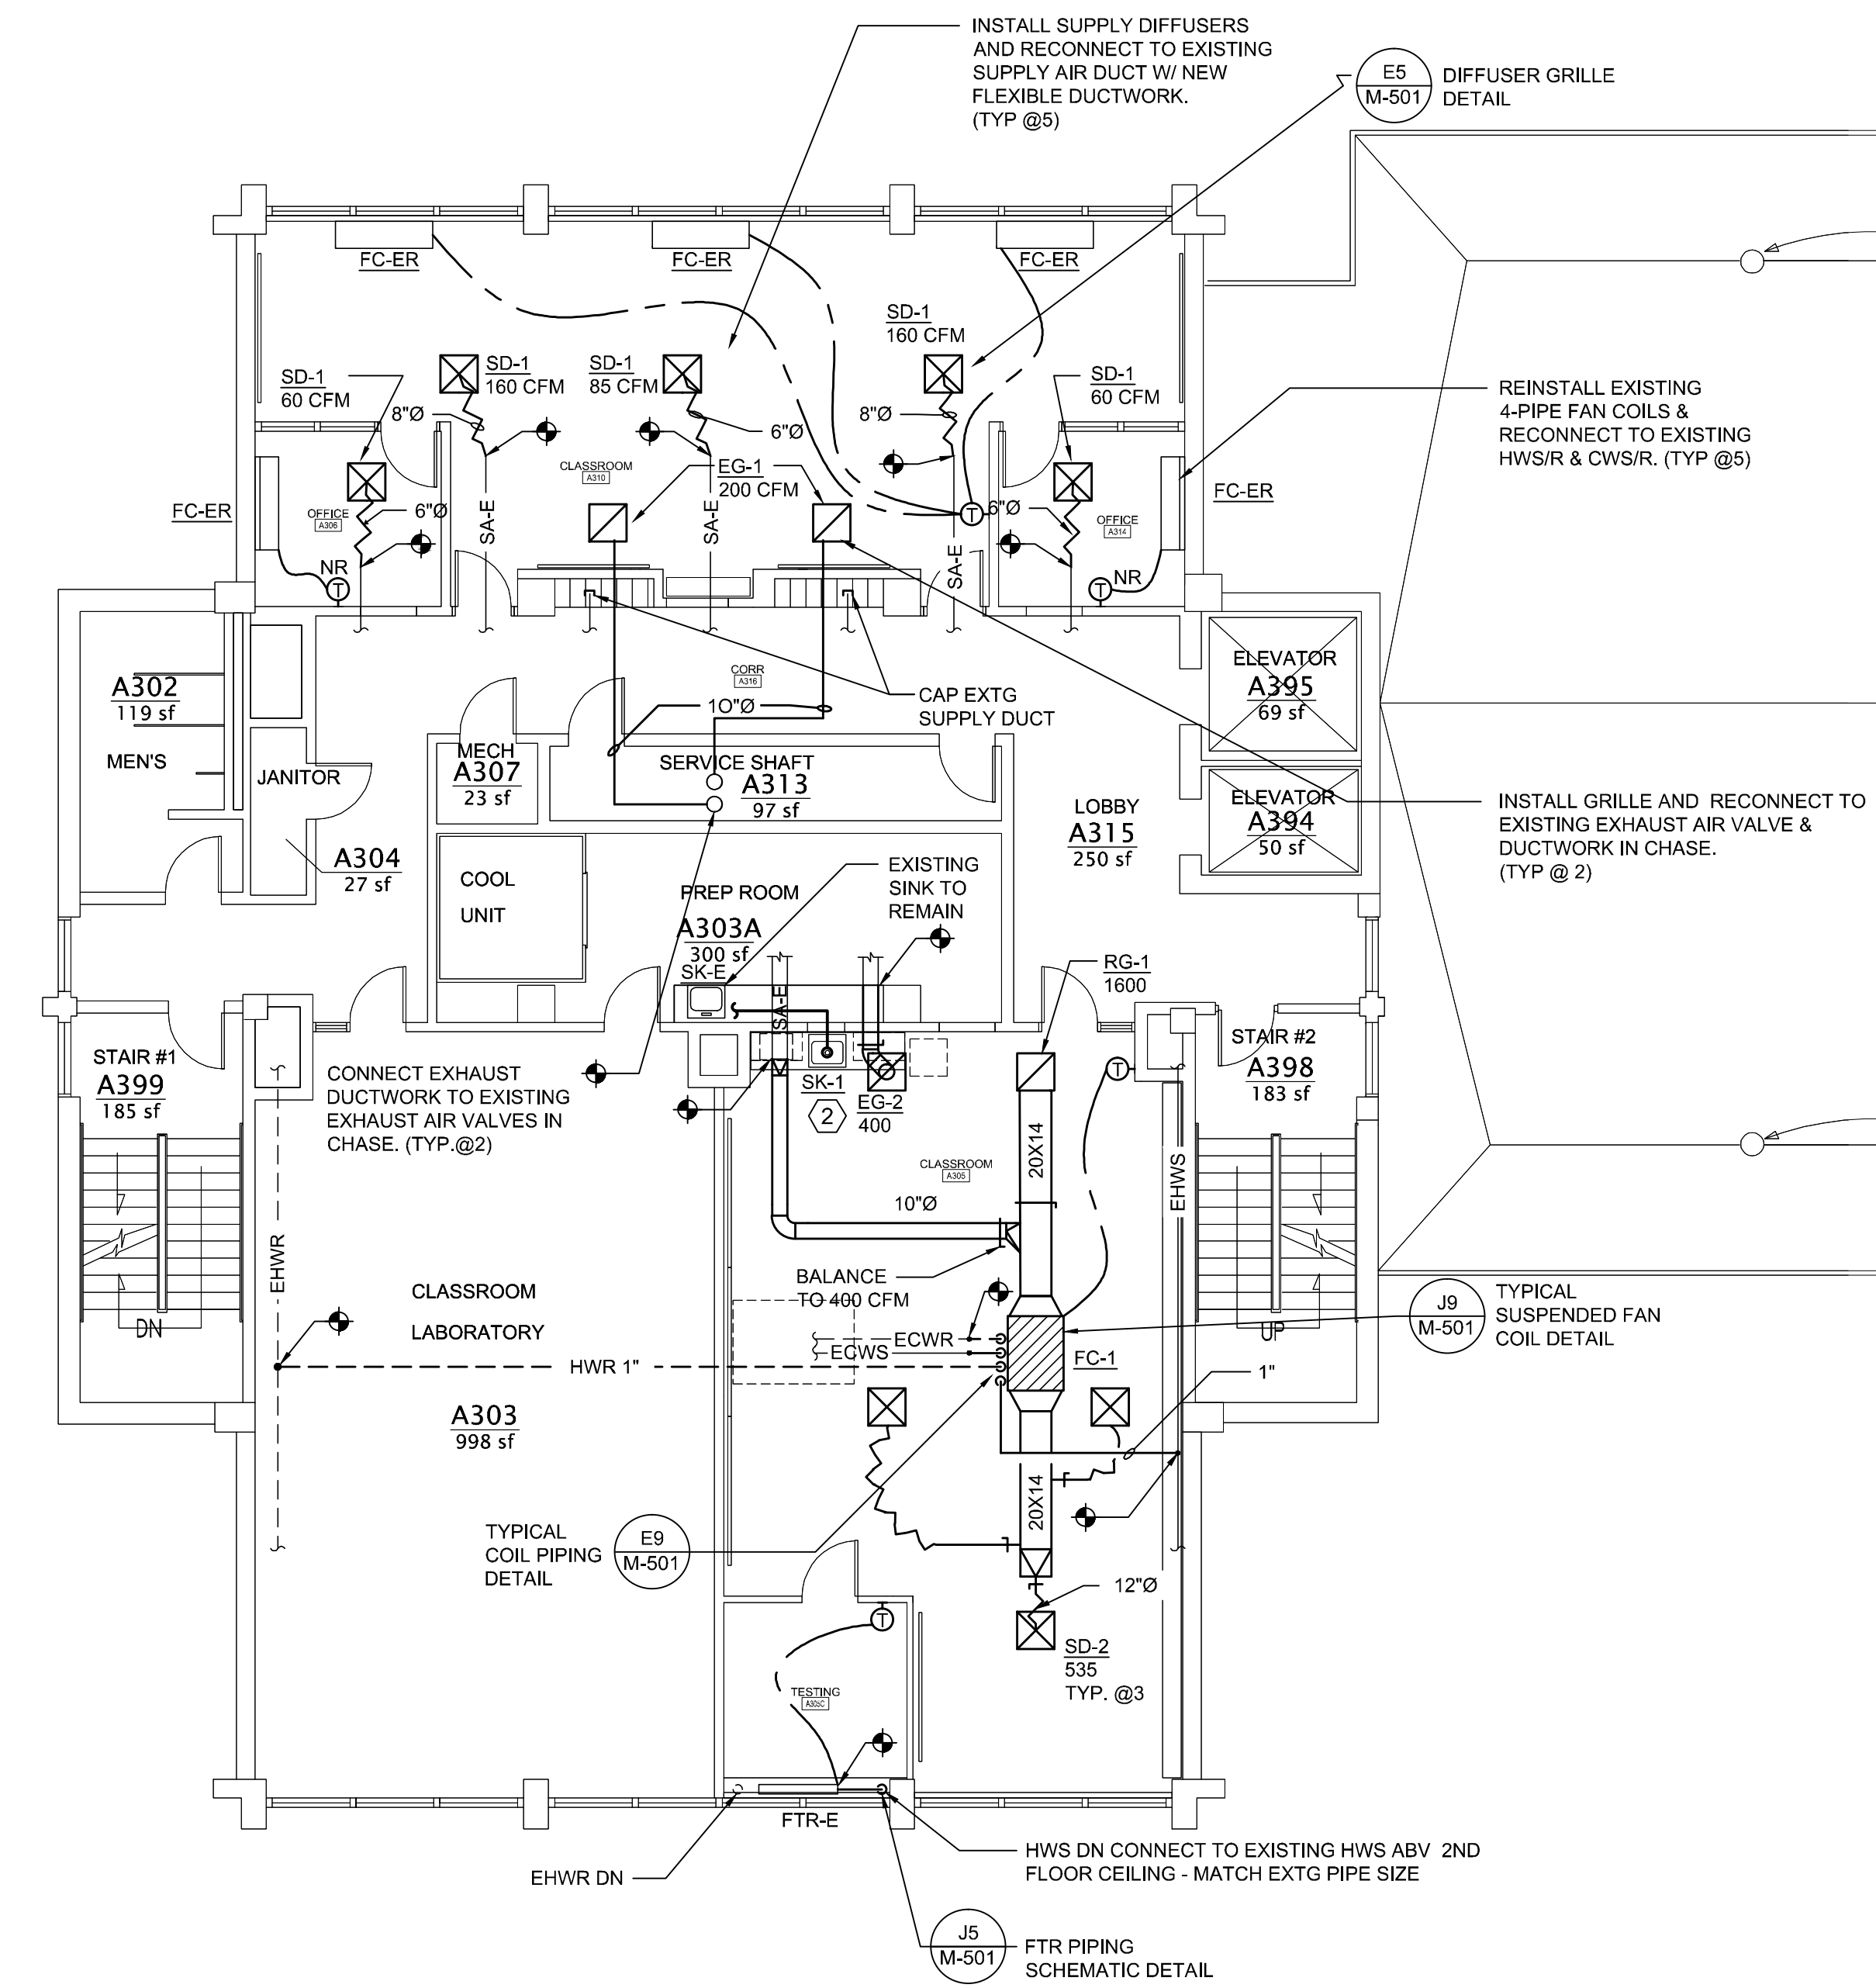 INSTALL SUPPLY DIFFUSERS
AND RECONNECT TO EXISTING
SUPPLY AIR DUCT W/ NEW
FLEXIBLE DUCTWORK.
(TYP @5)
E5
M-501
DIFFUSER GRILLE
DETAIL
FC-ER
FC-ER
FC-ER
SD-1
160 CFM
SD-1
60 CFM
SD-1
160 CFM
SD-1
85 CFM
SD-1
60 CFM
8"Ø
6"Ø
8"Ø
REINSTALL EXISTING
4-PIPE FAN COILS &
RECONNECT TO EXISTING
HWS/R & CWS/R. (TYP @5)
CLASSROOM
A310
EG-1
200 CFM
FC-ER
OFFICE
A306
6"Ø
SA-E
SA-E
SA-E
T
6"Ø
OFFICE
A314
FC-ER
NR
T
T
NR
A302
119 sf
MEN'S
JANITOR
CORR
A316
10"Ø
CAP EXTG
SUPPLY DUCT
ELEVATOR
A395
69 sf
MECH
A307
23 sf
SERVICE SHAFT
A313
97 sf
LOBBY
A315
250 sf
ELEVATOR
A394
50 sf
INSTALL GRILLE AND RECONNECT TO
EXISTING EXHAUST AIR VALVE &
DUCTWORK IN CHASE.
(TYP @ 2)
A304
27 sf
COOL
UNIT
PREP ROOM
A303A
300 sf
EXISTING
SINK TO
REMAIN
SK-E
SA-E
RG-1
1600
STAIR #1
A399
185 sf
CONNECT EXHAUST
DUCTWORK TO EXISTING
EXHAUST AIR VALVES IN
CHASE. (TYP.@2)
SK-1
2
EG-2
400
T
STAIR #2
A398
183 sf
20X14
CLASSROOM
A305
EHWS
10"Ø
EHWR
DN
CLASSROOM
LABORATORY
BALANCE
TO 400 CFM
ECWR
ECWS
HWR 1"
FC-1
J9
M-501
TYPICAL
SUSPENDED FAN
COIL DETAIL
UP
1"
A303
998 sf
20X14
TYPICAL
COIL PIPING
DETAIL
E9
M-501
12"Ø
T
SD-2
535
TYP. @3
TESTING
A305C
FTR-E
EHWR DN
HWS DN CONNECT TO EXISTING HWS ABV 2ND
FLOOR CEILING - MATCH EXTG PIPE SIZE
J5
M-501
FTR PIPING
SCHEMATIC DETAIL